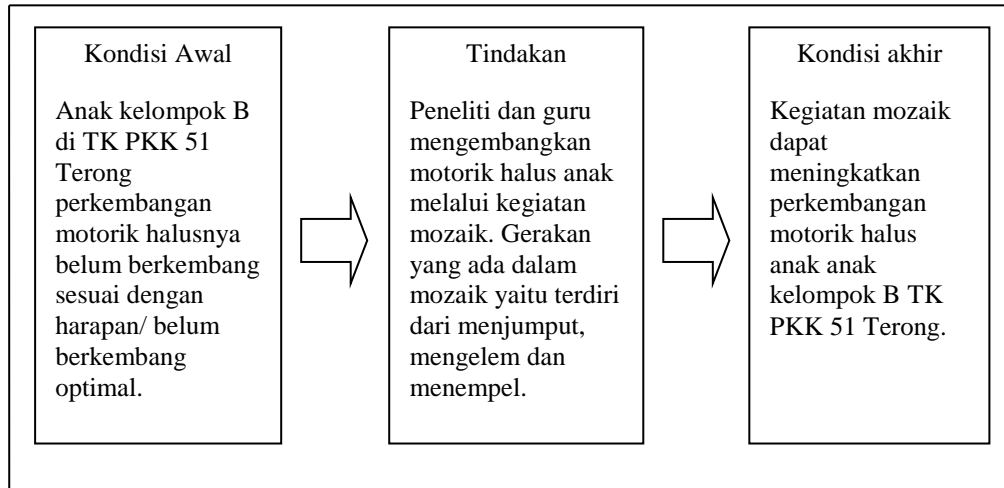 Kondisi Awal
Anak kelompok B
di TK PKK 51
Terong
perkembangan
motorik halusnya
belum berkembang
sesuai dengan
harapan/ belum
berkembang
optimal.
Tindakan
Peneliti dan guru
mengembangkan
motorik halus anak
melalui kegiatan
mozaik. Gerakan
yang ada dalam
mozaik yaitu terdiri
dari menjumput,
mengelem dan
menempel.
Kondisi akhir
Kegiatan mozaik
dapat
meningkatkan
perkembangan
motorik halus
anak anak
kelompok B TK
PKK 51 Terong.